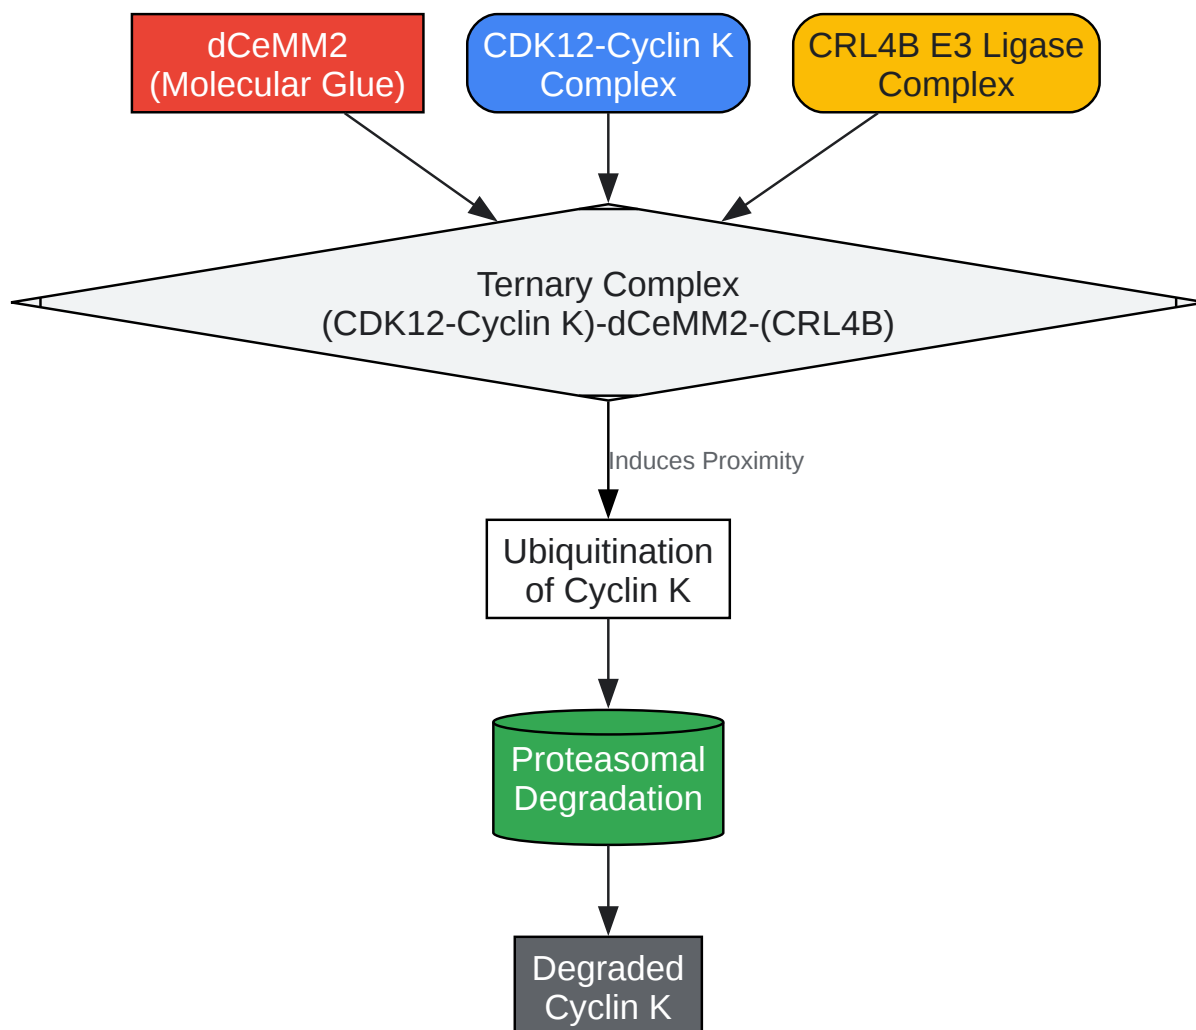 dCeMM2
(Molecular Glue)
CDK12-Cyclin K
Complex
CRL4B E3 Ligase
Complex
Ternary Complex
(CDK12-Cyclin K)-dCeMM2-(CRL4B)
Induces Proximity
Ubiquitination
of Cyclin K
Proteasomal
Degradation
Degraded
Cyclin K